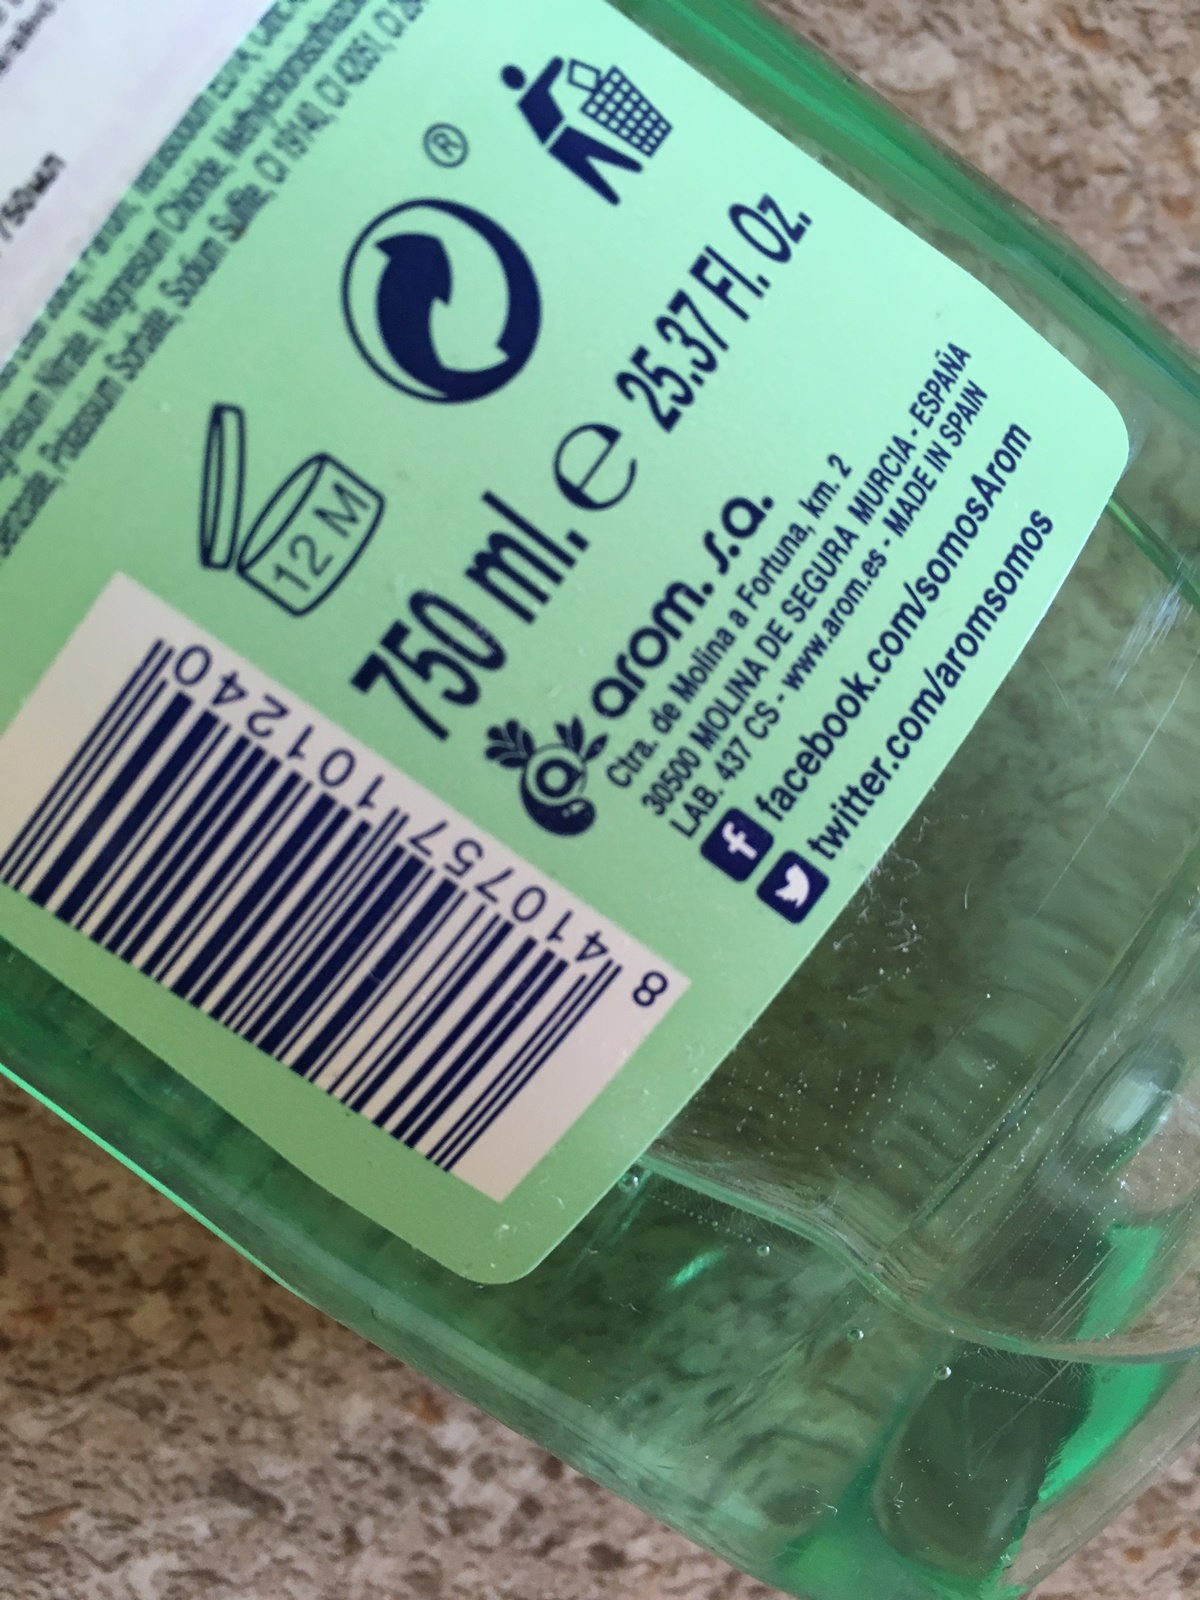 750мл
Magnesium Nitrate, Magnesium Chloride,
Potassium Sorbate, Sodium Sulfite, CI 19140, CI 42051, CI
®
12 M
750 ml. e 25.37 Fl. Oz.
arom. s.a.
Ctra. de Molina a Fortuna, km. 2
30500 MOLINA DE SEGURA MURCIA - ESPAÑA
LAB. 437 CS - www.arom.es - MADE IN SPAIN
facebook.com/somosArom
twitter.com/aromsomos
8 410757 101240